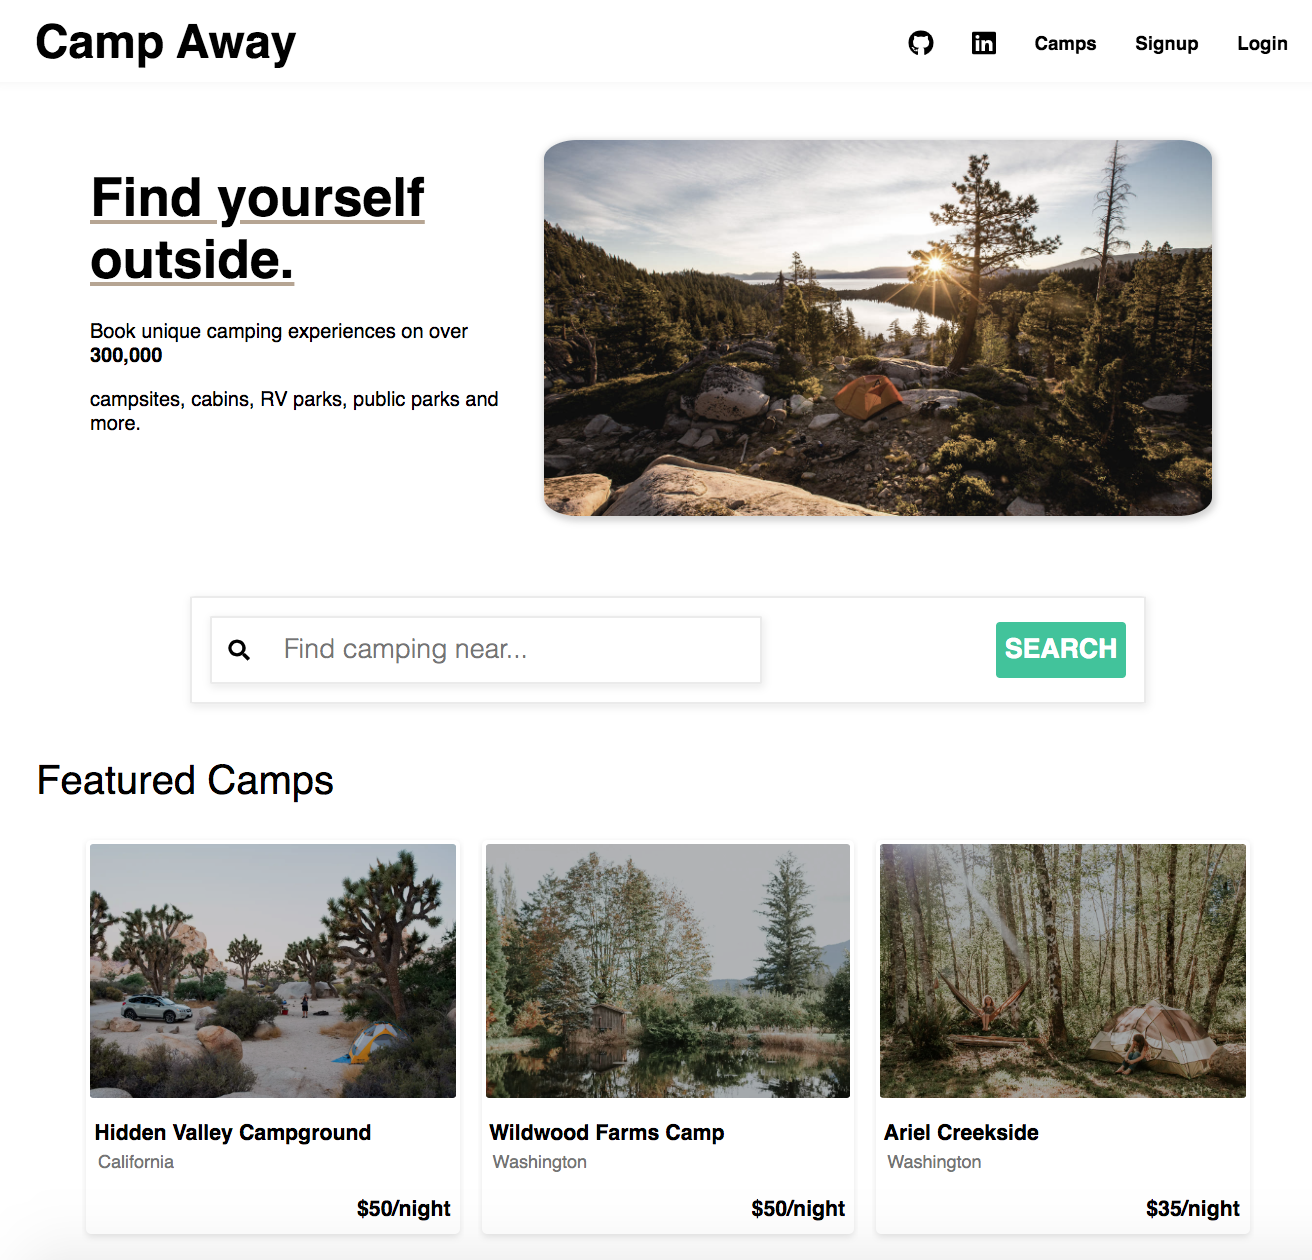 Camp Away
Camps Signup Login
Find yourself
outside.
Book unique camping experiences on over
300,000
campsites, cabins, RV parks, public parks and
more.
Find camping near...
SEARCH
Featured Camps
Hidden Valley Campground
California
$50/night
Wildwood Farms Camp
Washington
$50/night
Ariel Creekside
Washington
$35/night